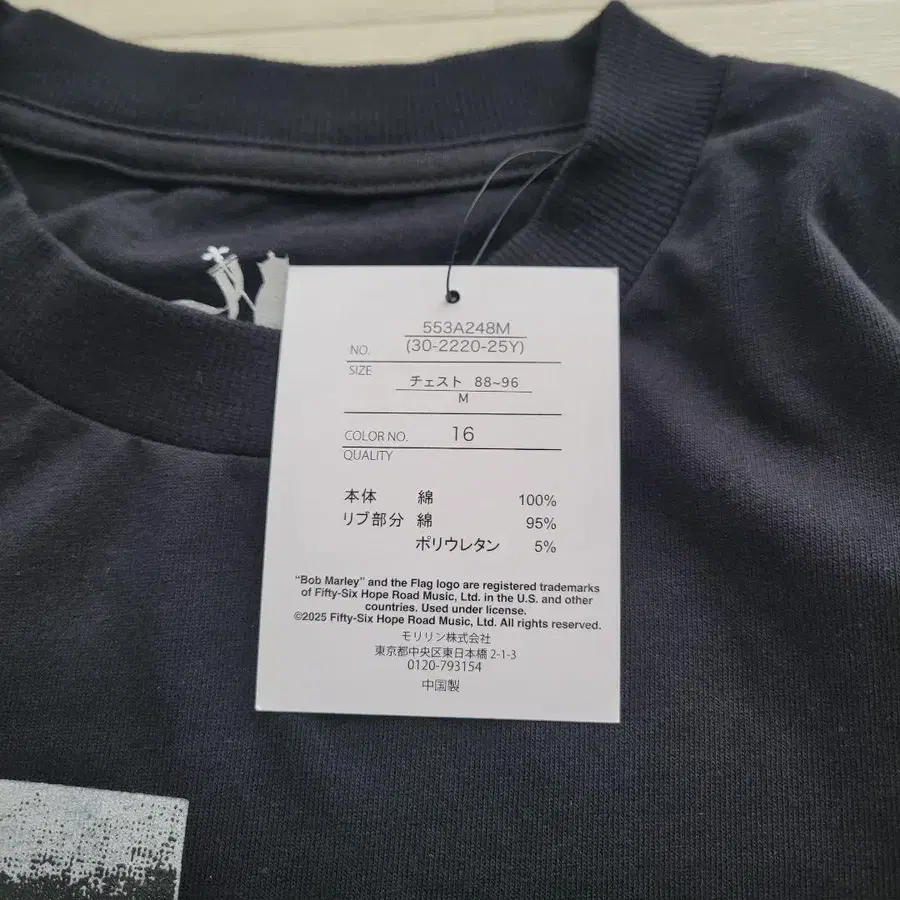 553A248M
NO. (30-2220-25Y)
SIZE
チェスト 88~96
M
COLOR NO. 16
QUALITY
本体 綿 100%
リブ部分 綿 95%
ポリウレタン 5%
"Bob Marley" and the Flag logo are registered trademarks
of Fifty-Six Hope Road Music, Ltd. in the U.S. and other
countries. Used under license.
©2025 Fifty-Six Hope Road Music, Ltd. All rights reserved.
モリリン株式会社
東京都中央区東日本橋 2-1-3
0120-793154
中国製